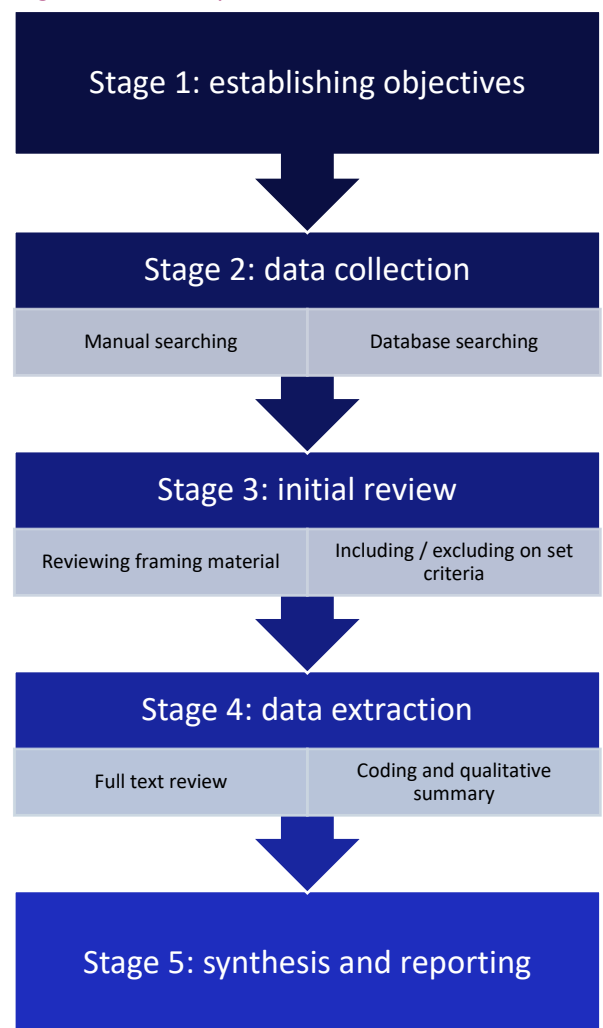 Stage 1: establishing objectives
Stage 2: data collection
Manual searching
Database searching
Stage 3: initial review
Reviewing framing material
Including / excluding on set
criteria
Stage 4: data extraction
Full text review
Coding and qualitative
summary
Stage 5: synthesis and reporting